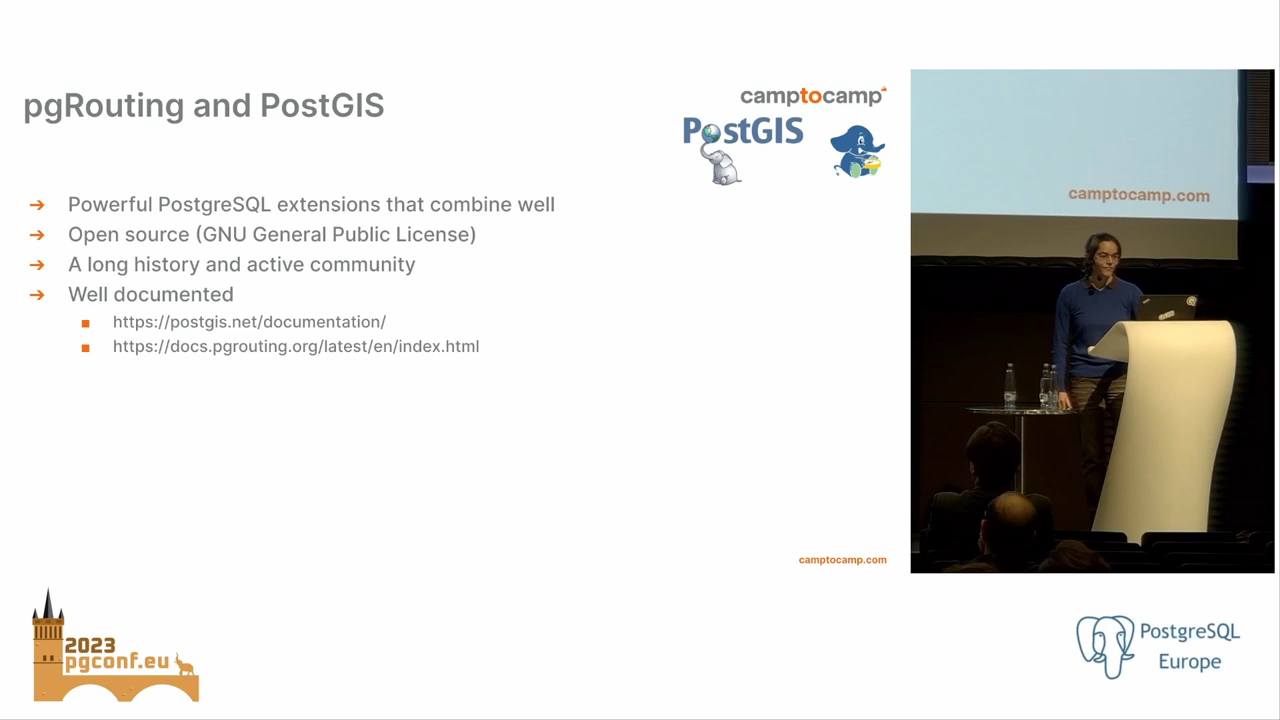 pgRouting and PostGIS
camptocamp
PostGIS
➔ Powerful PostgreSQL extensions that combine well
➔ Open source (GNU General Public License)
➔ A long history and active community
➔ Well documented
■ https://postgis.net/documentation/
■ https://docs.pgrouting.org/latest/en/index.html
camptocamp.com
camptocamp.com
2023
pgconf.eu
PostgreSQL
Europe